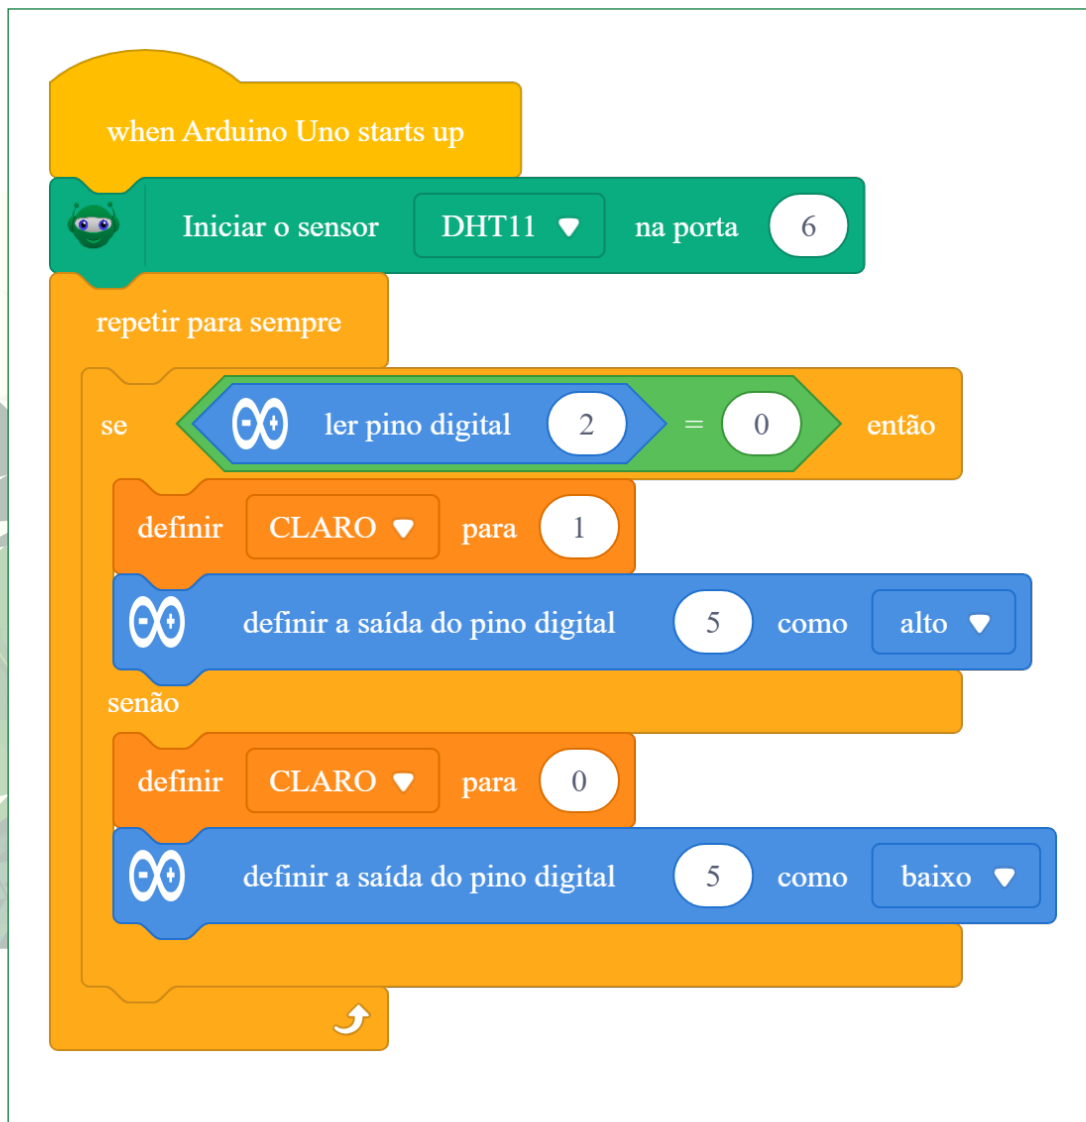 when Arduino Uno starts up
Iniciar o sensor DHT11 na porta 6
repetir para sempre
se ler pino digital 2 = 0 então
definir CLARO para 1
definir a saída do pino digital 5 como alto
senão
definir CLARO para 0
definir a saída do pino digital 5 como baixo